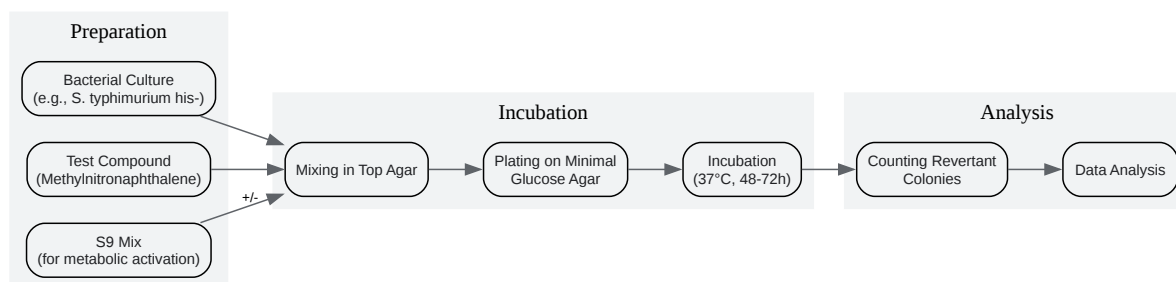 Preparation
Bacterial Culture
(e.g., S. typhimurium his-)
Test Compound
(Methylnitronaphthalene)
S9 Mix
(for metabolic activation)
+/-
Incubation
Mixing in Top Agar
Plating on Minimal
Glucose Agar
Incubation
(37°C, 48-72h)
Analysis
Counting Revertant
Colonies
Data Analysis